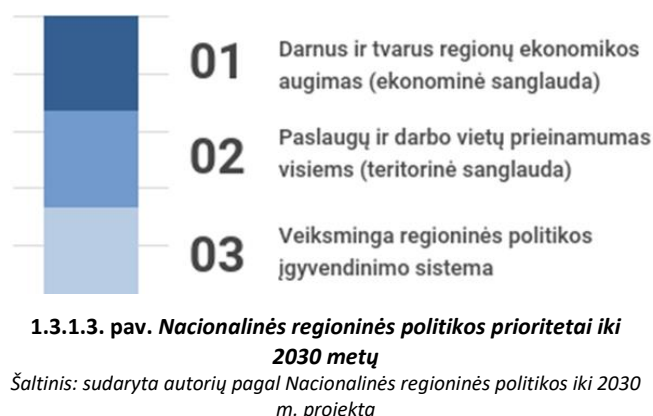 01
Darnus ir tvarus regionų ekonomikos
augimas (ekonominė sanglauda)
02
Paslaugų ir darbo vietų prieinamumas
visiems (teritorinė sanglauda)
03
Veiksminga regioninės politikos
įgyvendinimo sistema
1.3.1.3. pav. Nacionalinės regioninės politikos prioritetai iki
2030 metų
Šaltinis: sudaryta autorių pagal Nacionalinės regioninės politikos iki 2030
m. projektą